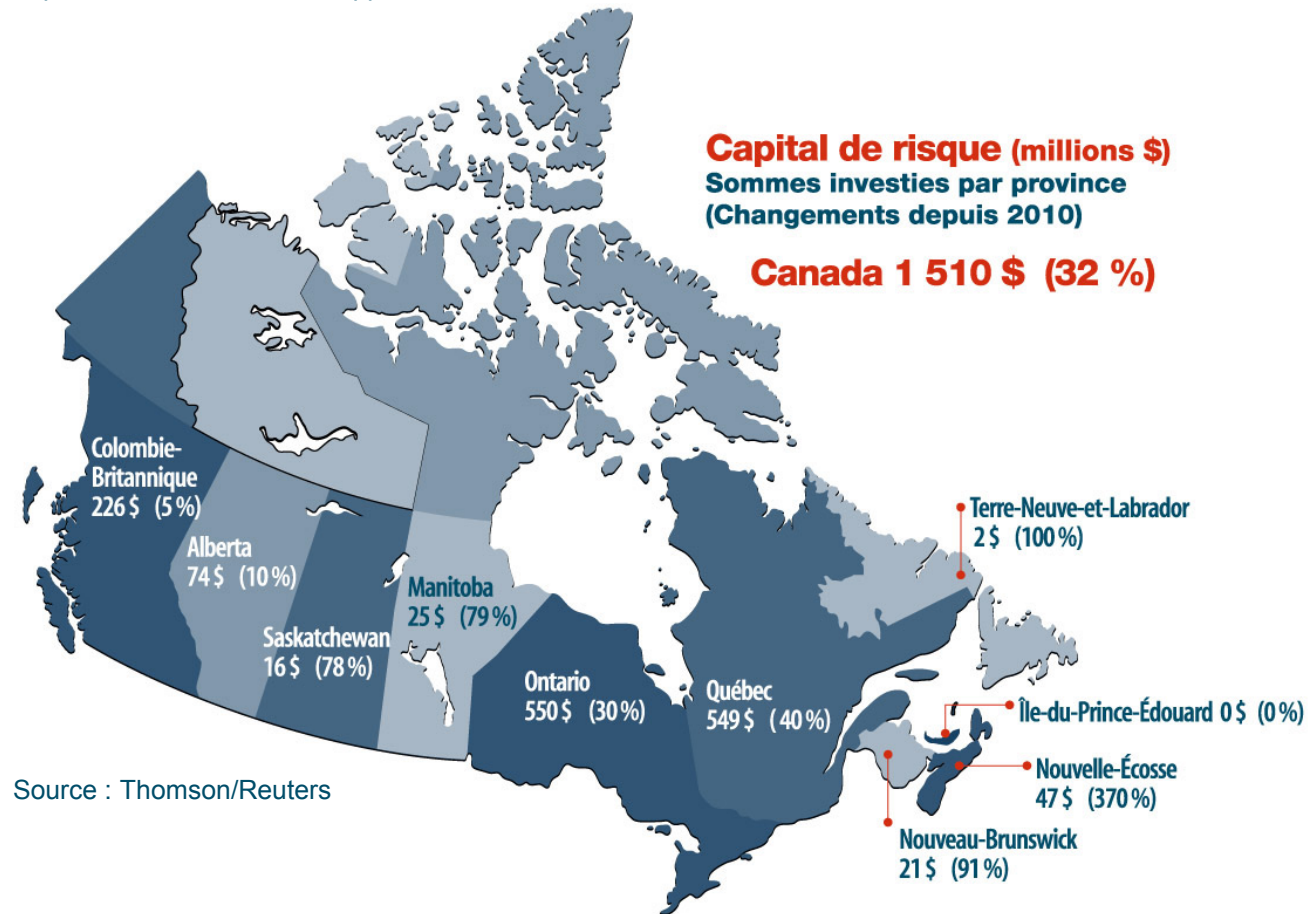 Capital de risque (millions $)
Sommes investies par province
(Changements depuis 2010)
Canada 1 510 $ (32 %)
Colombie-
Britannique
226 $ (5 %)
Alberta
74 $ (10 %)
Saskatchewan
16 $ (78 %)
Manitoba
25 $ (79 %)
Ontario
550 $ (30 %)
Québec
549 $ ( 40 %)
Terre-Neuve-et-Labrador
2 $ (100 %)
Île-du-Prince-Édouard 0 $ (0 %)
Nouvelle-Écosse
47 $ (370 %)
Nouveau-Brunswick
21 $ (91 %)
Source : Thomson/Reuters